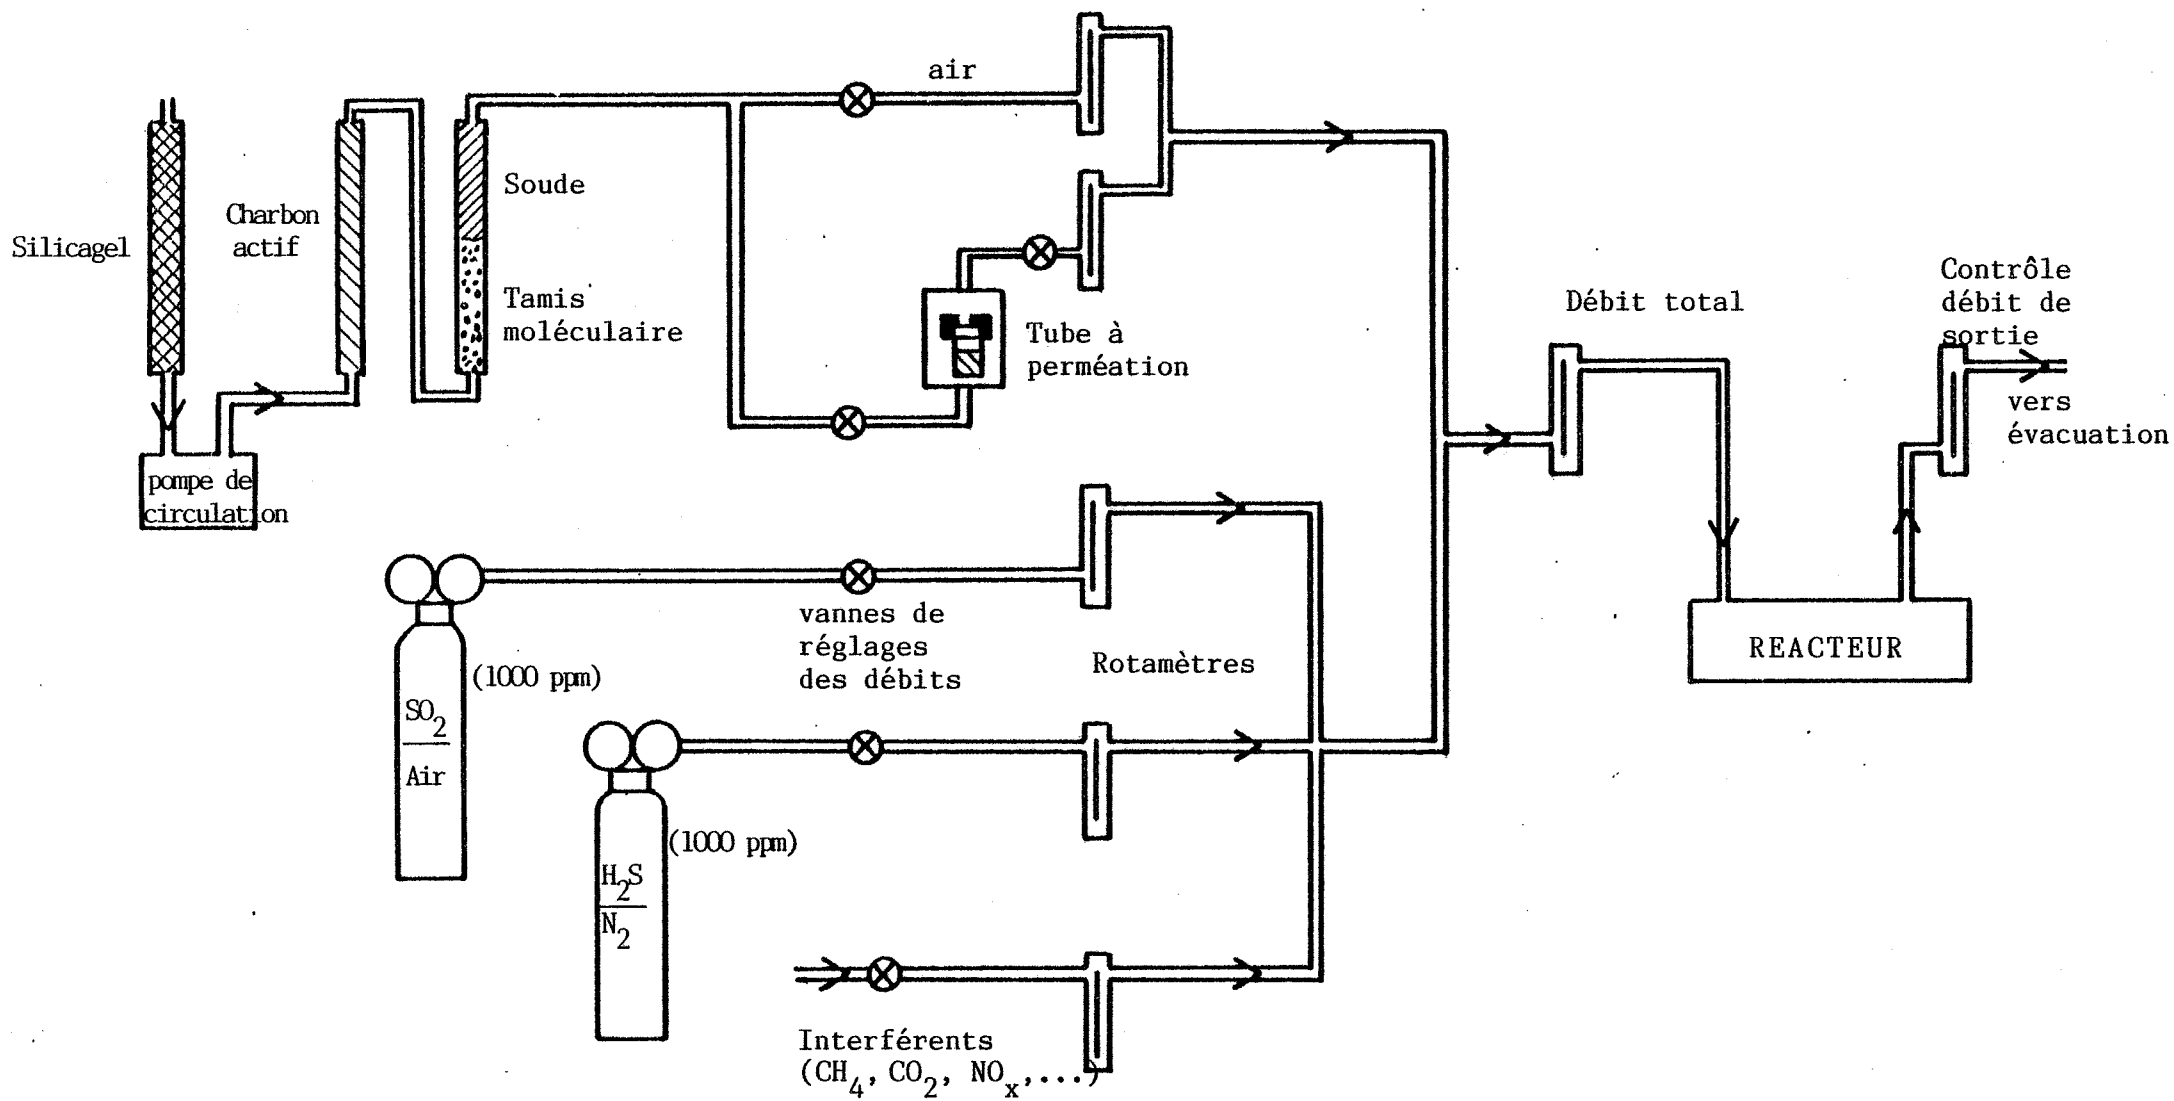 air
Soude
Charbon
actif
Silicagel
Tamis
moléculaire
Tube à
perméation
Débit total
Contrôle
débit de
sortie
vers
évacuation
pompe de
circulation
vannes de
réglages
des débits
Rotamètres
REACTEUR
(1000 ppm)
SO2
Air
(1000 ppm)
H2S
N2
Interférents
(CH4, CO2, NOx,...)